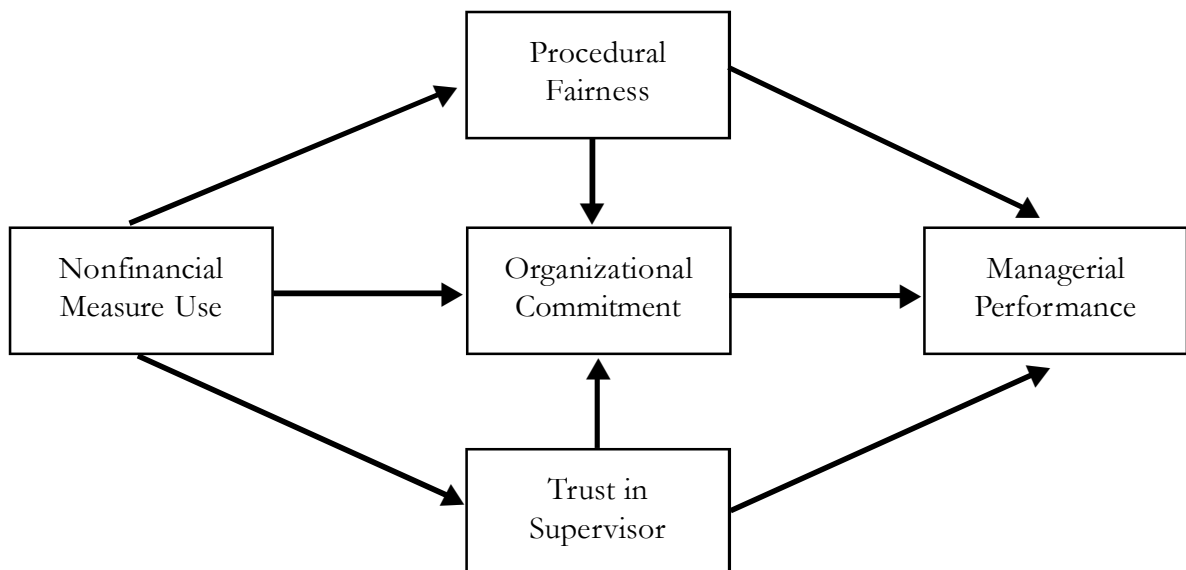 Procedural
Fairness
Nonfinancial
Measure Use
Organizational
Commitment
Managerial
Performance
Trust in
Supervisor